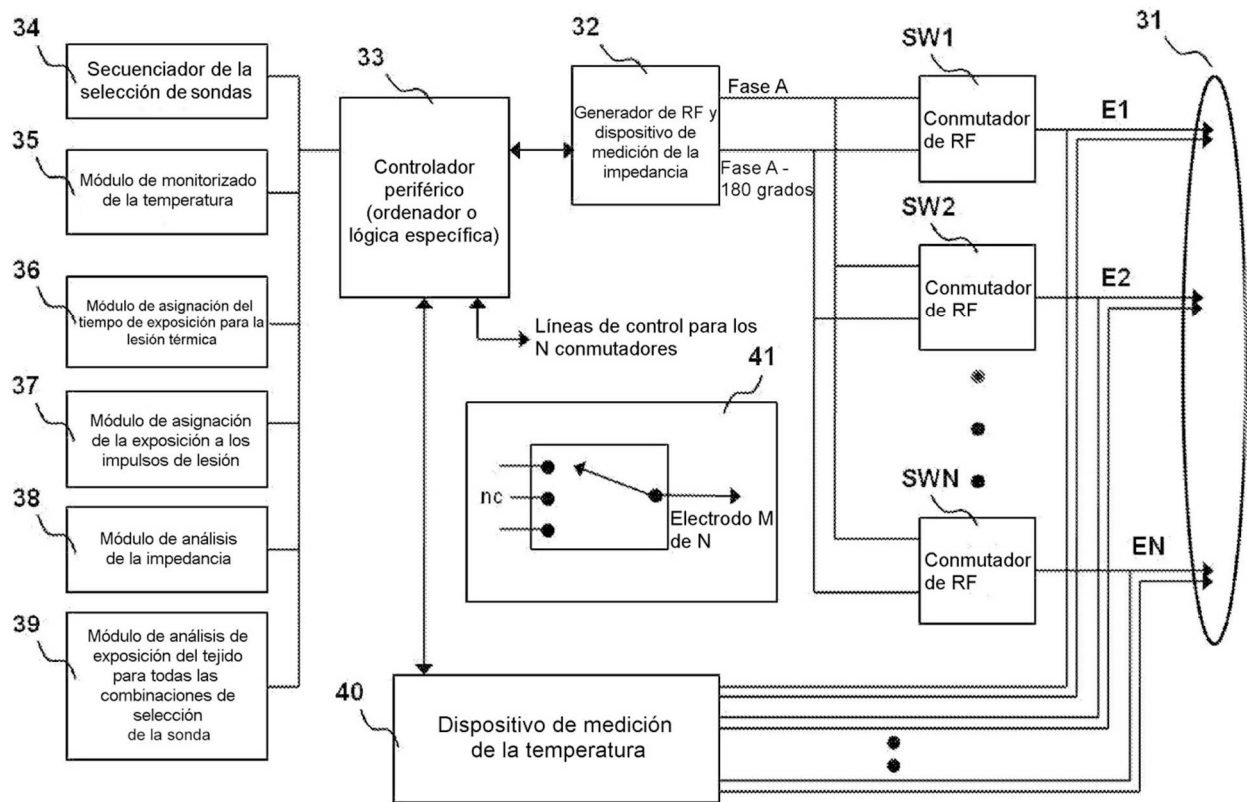 34
Secuenciador de la
selección de sondas
35
Módulo de monitorizado
de la temperatura
36
Módulo de asignación del
tiempo de exposición para la
lesión térmica
37
Módulo de asignación
de la exposición a los
impulsos de lesión
38
Módulo de análisis
de la impedancia
39
Módulo de análisis de
exposición del tejido
para todas las
combinaciones de
selección
de la sonda
33
Controlador
periférico
(ordenador o
lógica específica)
32
Generador de RF y
dispositivo de
medición de la
impedancia
Fase A
Fase A -
180 grados
Líneas de control para los
N conmutadores
41
nc
Electrodo M
de N
40
Dispositivo de medición
de la temperatura
SW1
Conmutador
de RF
E1
SW2
Conmutador
de RF
E2
SWN
Conmutador
de RF
EN
31